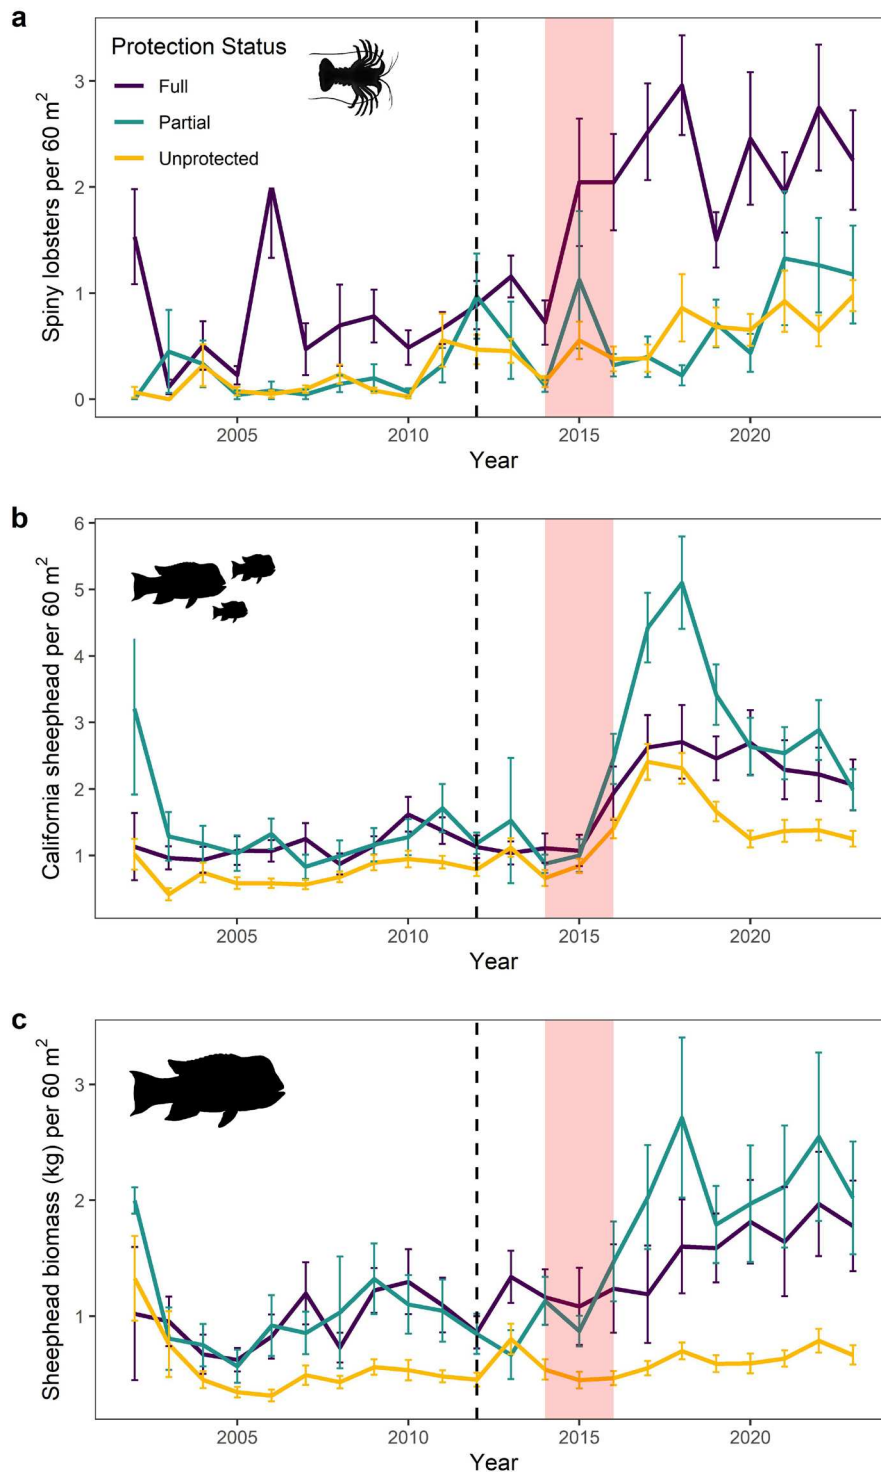 a
Protection Status
Full
Partial
Unprotected
Spiny lobsters per 60 m²
3
2
1
0
2005 2010 2015 2020
Year
b
California sheephead per 60 m²
6
5
4
3
2
1
2005 2010 2015 2020
Year
c
Sheephead biomass (kg) per 60 m²
3
2
1
2005 2010 2015 2020
Year